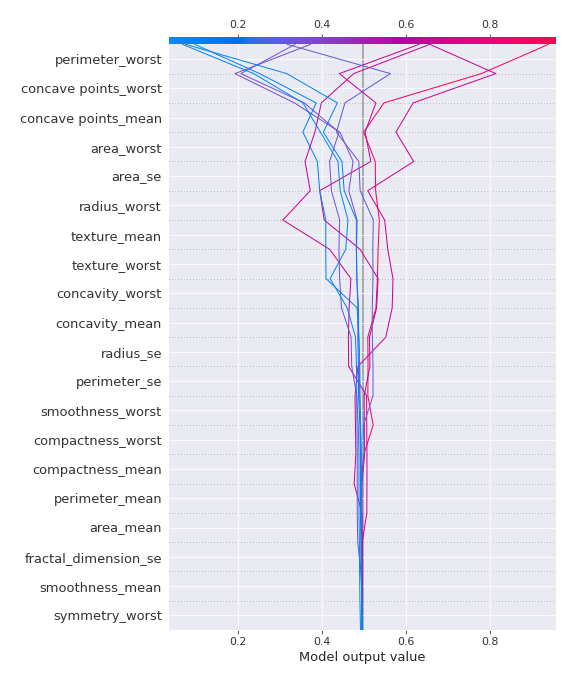 0.2 0.4 0.6 0.8
perimeter_worst
concave points_worst
concave points_mean
area_worst
area_se
radius_worst
texture_mean
texture_worst
concavity_worst
concavity_mean
radius_se
perimeter_se
smoothness_worst
compactness_worst
compactness_mean
perimeter_mean
area_mean
fractal_dimension_se
smoothness_mean
symmetry_worst
0.2 0.4 0.6 0.8
Model output value